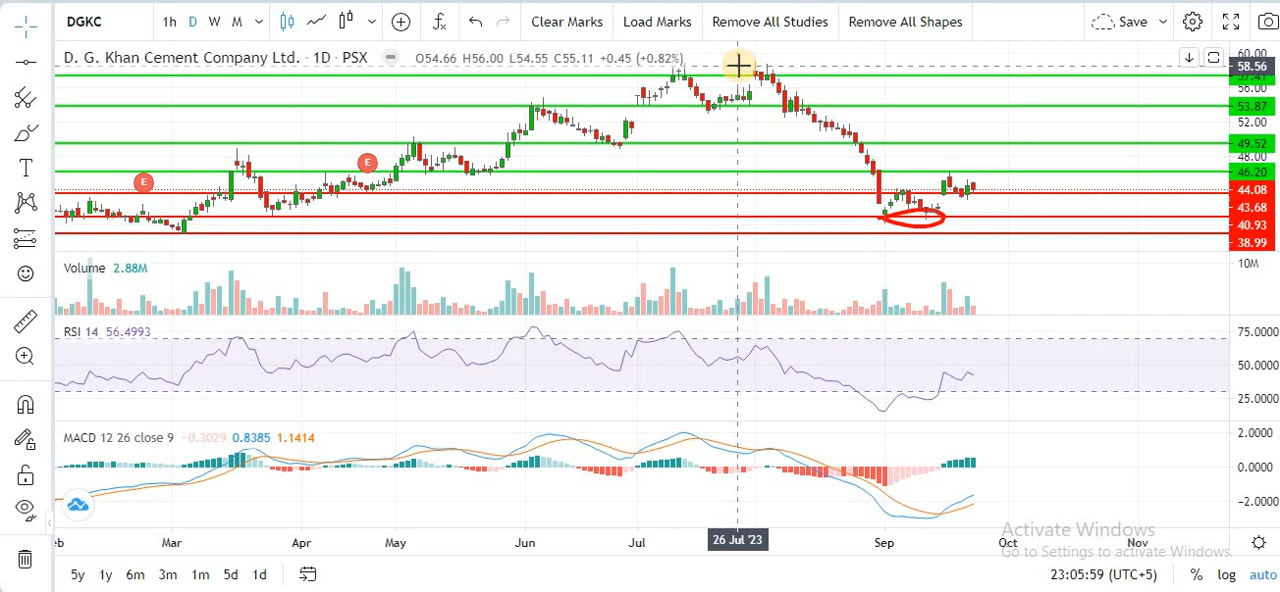 DGKC 1h D W M Clear Marks Load Marks Remove All Studies Remove All Shapes Save
D. G. Khan Cement Company Ltd. · 1D · PSX O54.66 H56.00 L54.55 C55.11 +0.45 (+0.82%)
60.00
58.56
57.41
56.00
53.87
52.00
49.52
48.00
46.20
44.08
43.68
40.93
38.99
E
E
Volume 2.88M
10M
RSI 14 56.4993
75.0000
50.0000
25.0000
MACD 12 26 close 9 -0.3029 0.8385 1.1414
2.0000
0.0000
-2.0000
Activate Windows
Go to Settings to activate Windows.
eb Mar Apr May Jun Jul 26 Jul '23 Sep Oct Nov
5y 1y 6m 3m 1m 5d 1d 23:05:59 (UTC+5) % log auto